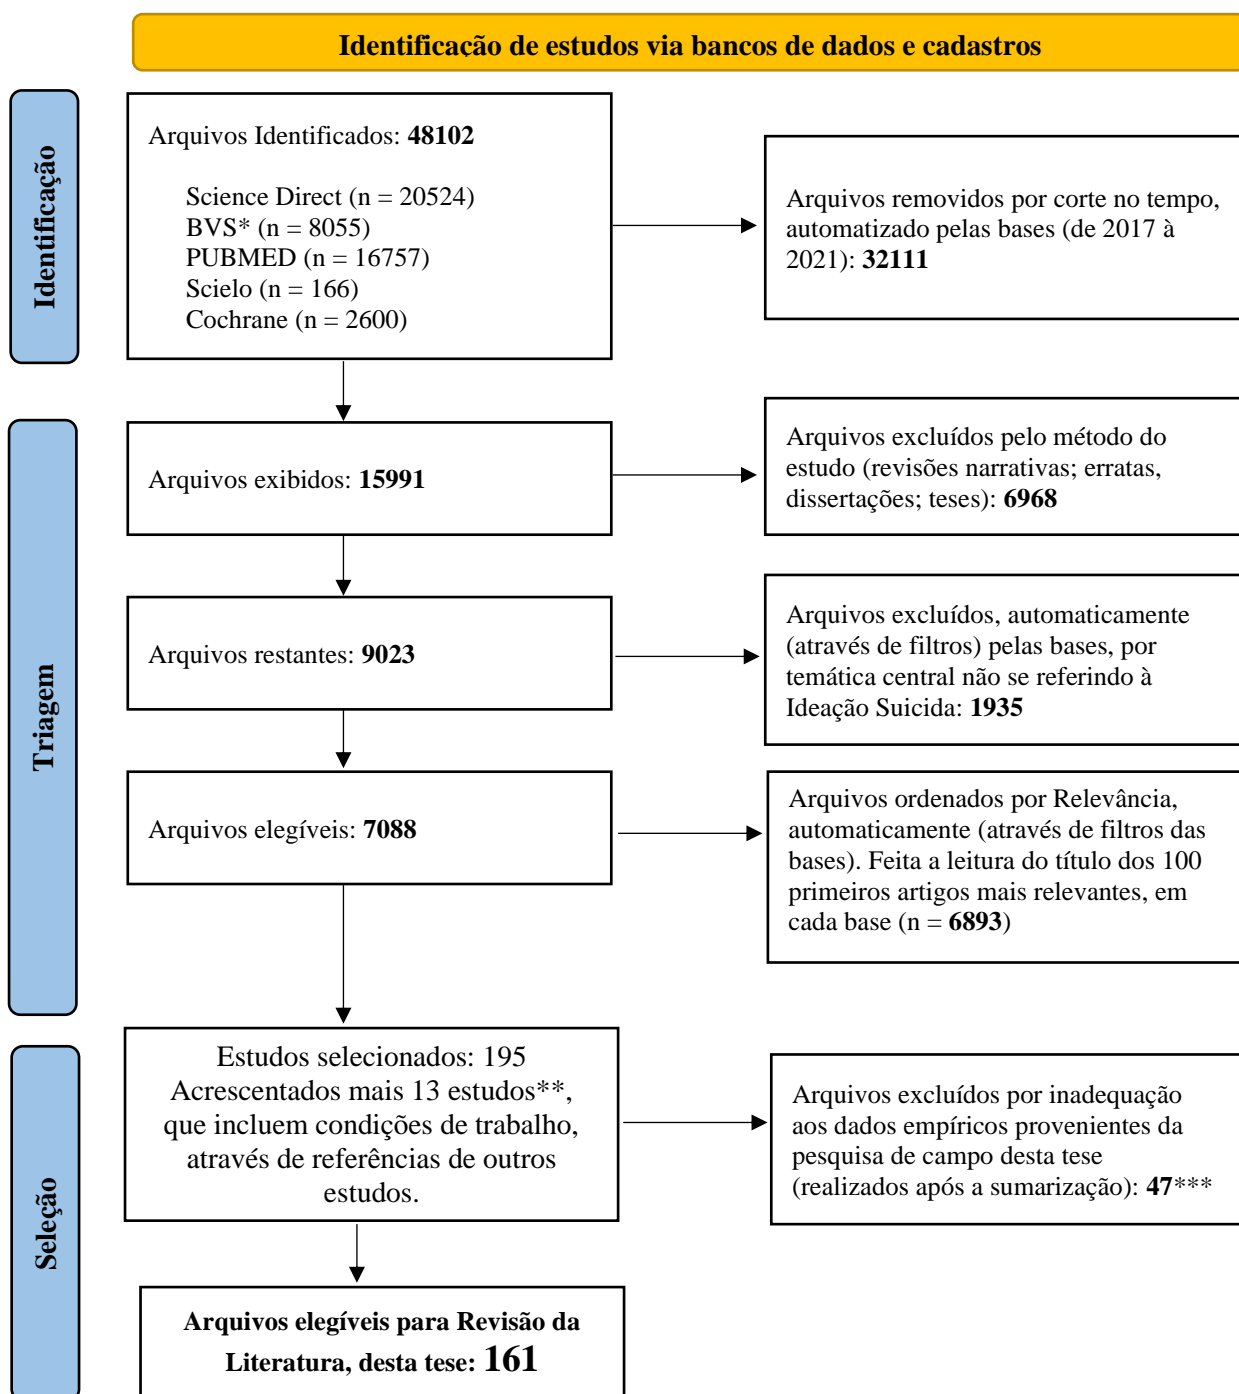 Identificação de estudos via bancos de dados e cadastros
Identificação
Arquivos Identificados: 48102
Science Direct (n = 20524)
BVS* (n = 8055)
PUBMED (n = 16757)
Scielo (n = 166)
Cochrane (n = 2600)
Arquivos removidos por corte no tempo,
automatizado pelas bases (de 2017 à
2021): 32111
Triagem
Arquivos exibidos: 15991
Arquivos excluídos pelo método do
estudo (revisões narrativas; erratas,
dissertações; teses): 6968
Arquivos restantes: 9023
Arquivos excluídos, automaticamente
(através de filtros) pelas bases, por
temática central não se referindo à
Ideação Suicida: 1935
Arquivos elegíveis: 7088
Arquivos ordenados por Relevância,
automaticamente (através de filtros das
bases). Feita a leitura do título dos 100
primeiros artigos mais relevantes, em
cada base (n = 6893)
Seleção
Estudos selecionados: 195
Acrescentados mais 13 estudos**,
que incluem condições de trabalho,
através de referências de outros
estudos.
Arquivos excluídos por inadequação
aos dados empíricos provenientes da
pesquisa de campo desta tese
(realizados após a sumarização): 47***
Arquivos elegíveis para Revisão da
Literatura, desta tese: 161